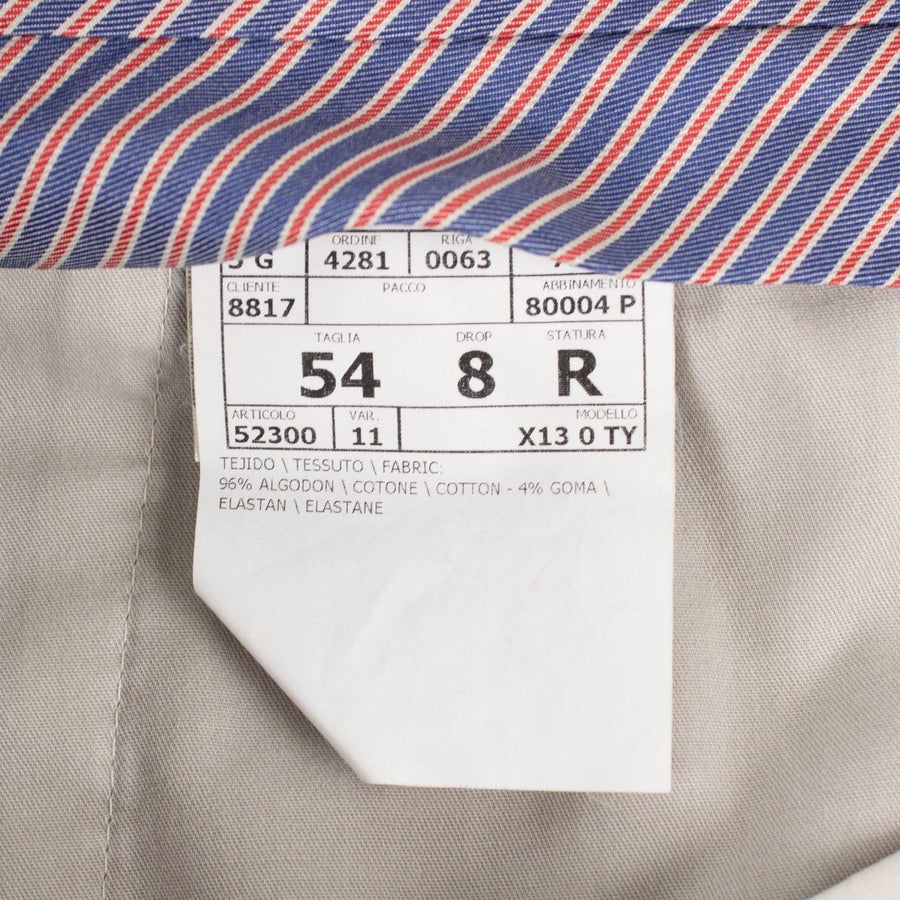 ORDINE RIGA
G 4281 0063
CLIENTE PACCO ABBINAMENTO
8817 80004 P
TAGLIA DROP STATURA
54 8 R
ARTICOLO VAR. MODELLO
52300 11 X13 0 TY
TEJIDO \ TESSUTO \ FABRIC:
96% ALGODON \ COTONE \ COTTON - 4% GOMA \
ELASTAN \ ELASTANE